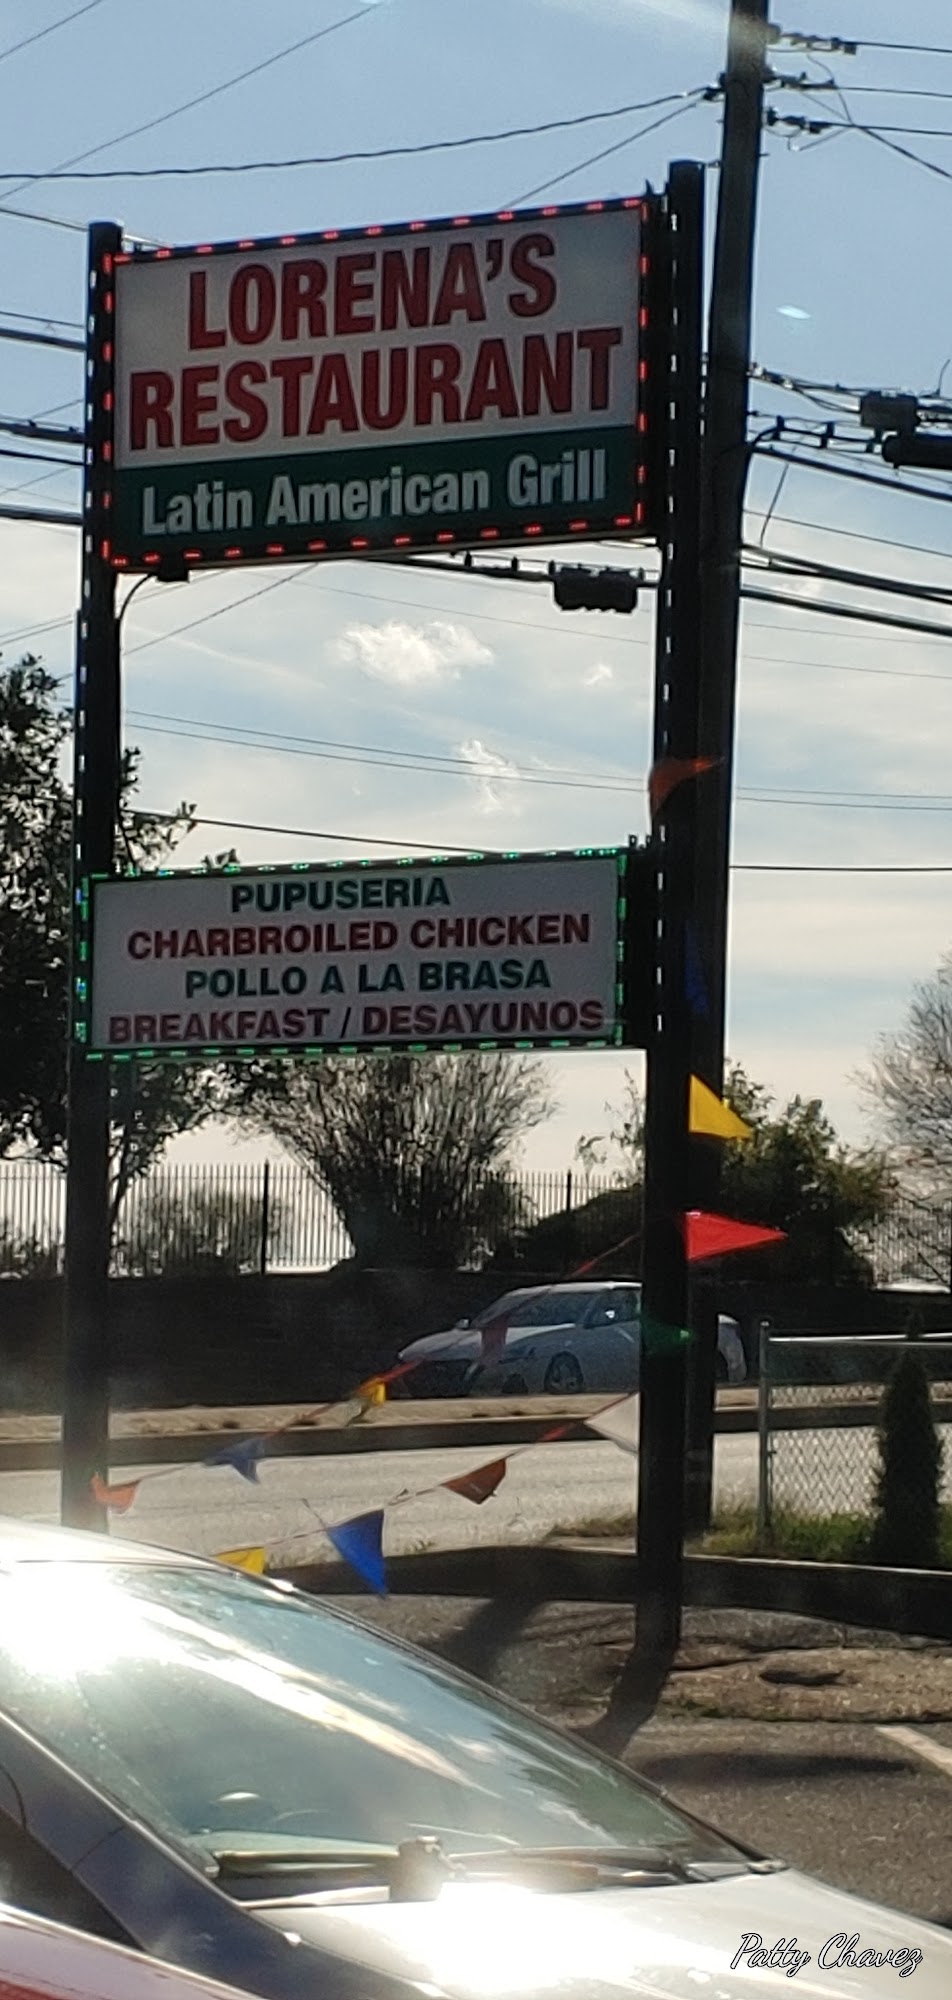 LORENA'S
RESTAURANT
Latin American Grill
PUPUSERIA
CHARBROILED CHICKEN
POLLO A LA BRASA
BREAKFAST / DESAYUNOS
Patty Chavez